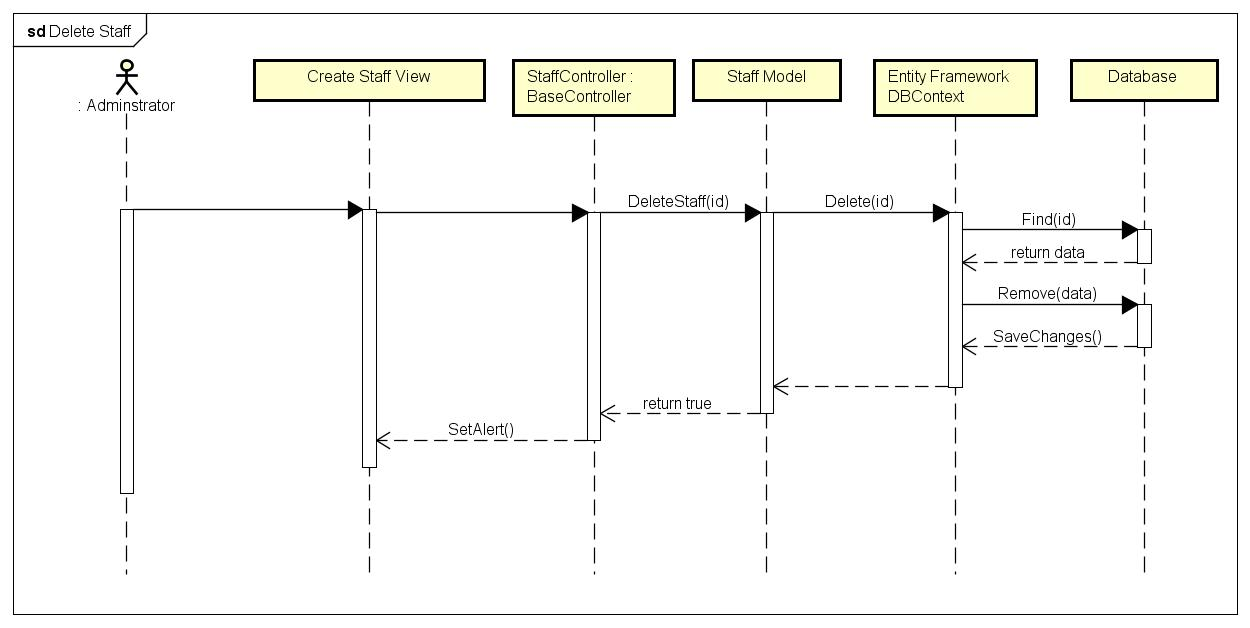 sd Delete Staff
: Adminstrator
Create Staff View
StaffController :
BaseController
Staff Model
Entity Framework
DBContext
Database
DeleteStaff(id)
Delete(id)
Find(id)
return data
Remove(data)
SaveChanges()
return true
SetAlert()